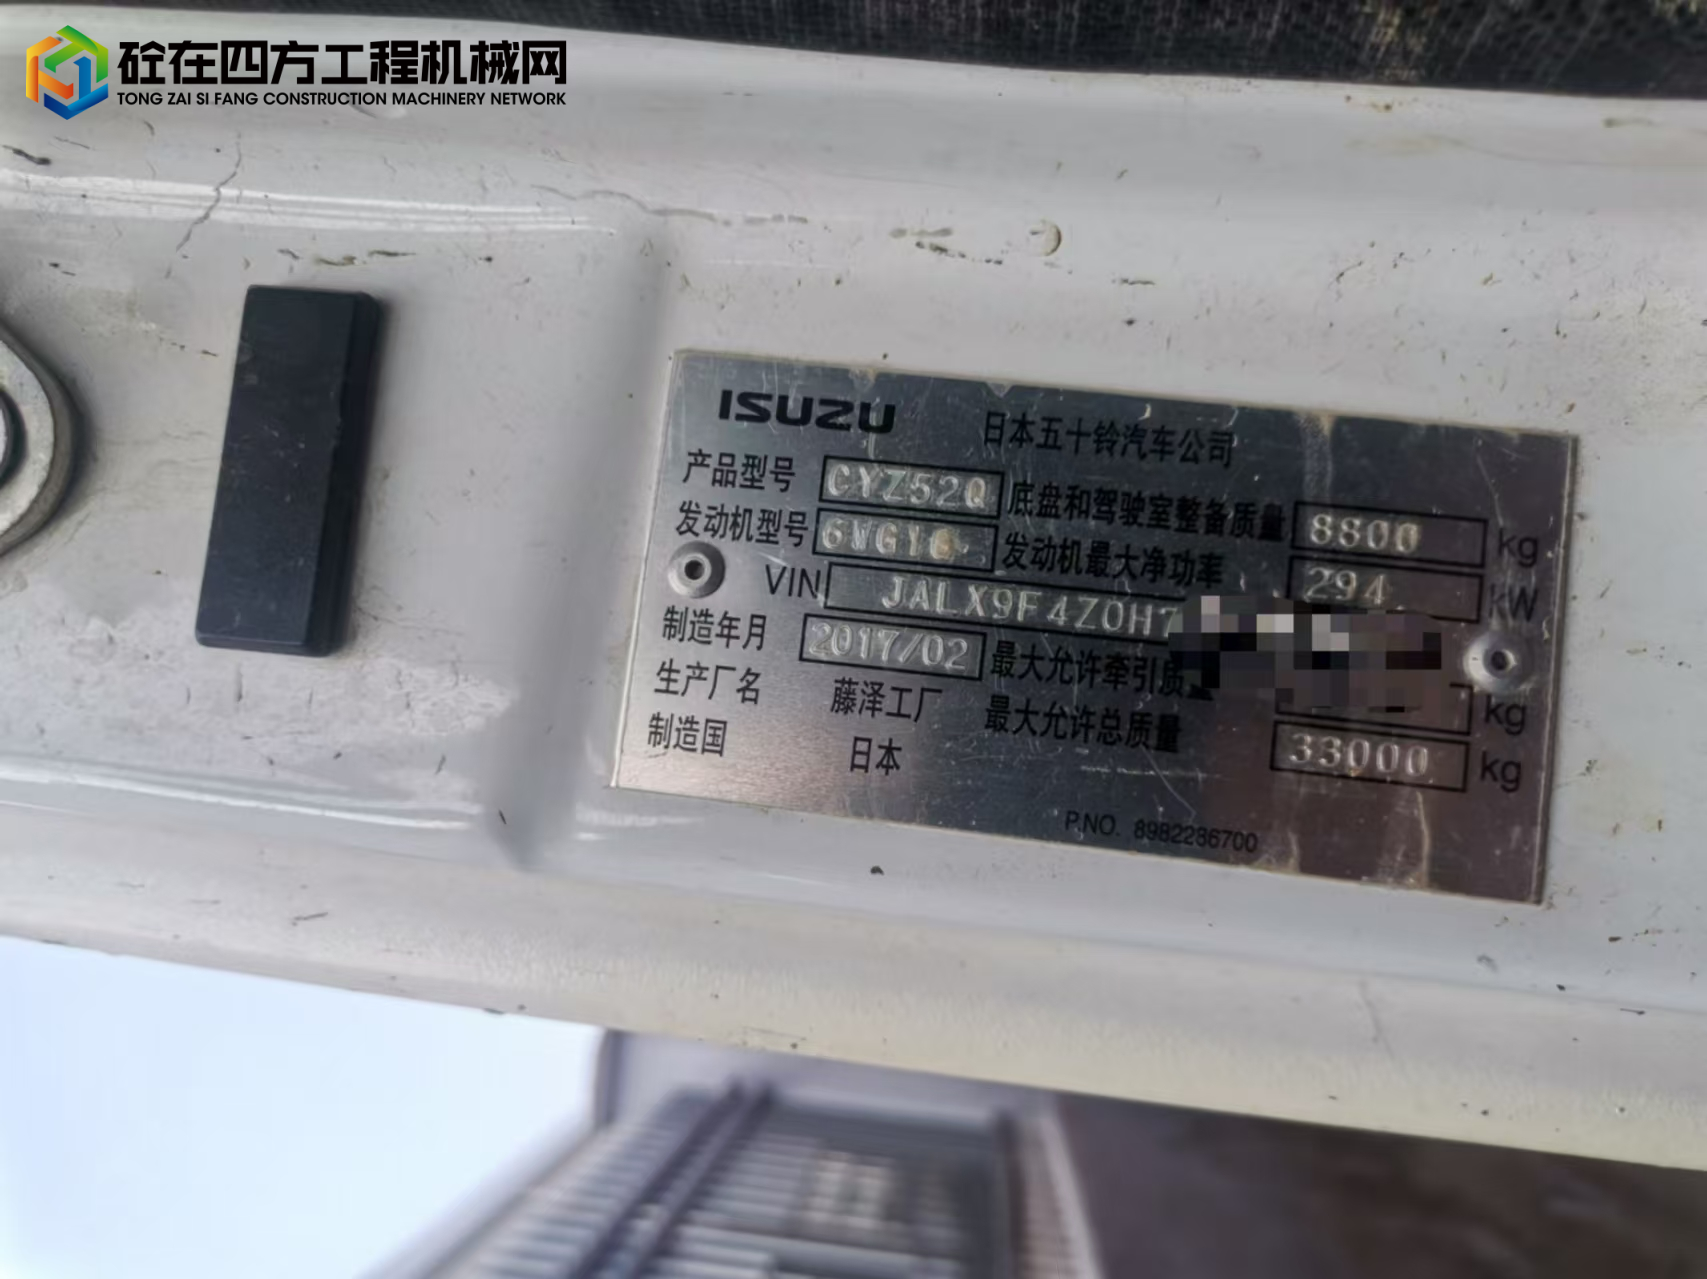 砼在四方工程机械网
TONG ZAI SI FANG CONSTRUCTION MACHINERY NETWORK
ISUZU 日本五十铃汽车公司
产品型号 CYZ52Q 底盘和驾驶室整备质量 8800 kg
发动机型号 发动机最大净功率 294 kW
VIN JALX9F4Z0H7
制造年月 2017/02 最大允许牵引质量 kg
生产厂名 藤泽工厂 最大允许总质量 33000 kg
制造国 日本
P.NO. 8982286700